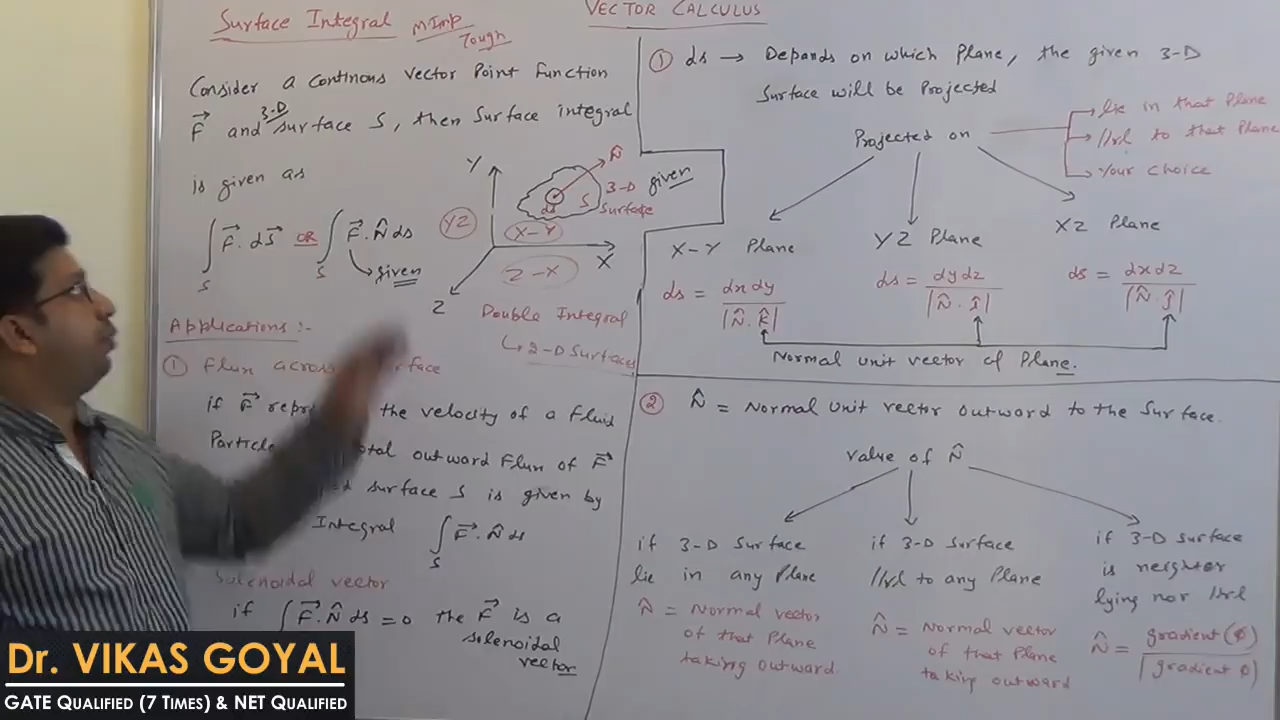 VECTOR CALCULUS
Surface Integral M.Imp
Tough
Consider a continous vector Point Function
F⃗ and 3-D surface S, then Surface integral
is given as
∫ F⃗ . dS⃗ OR ∫ F⃗ . N̂ ds
S S
given
Y
N̂
ds S 3-D Surface given
YZ X-Y
X
Z-X
Z
Double Integral
↳ 2-D Surfaces
Applications :-
① Flux across
if F⃗ the velocity of a fluid
Particle outward Flux of F⃗
surface S is given by
Integral ∫ F⃗ . N̂ ds
S
Solenoidal vector
if ∫ F⃗ . N̂ ds = 0 the F⃗ is a
solenoidal
vector
① ds → Depends on which Plane, the given 3-D
Surface will be Projected
Projected on
lie in that Plane
//rl to that Plane
Your choice
X-Y Plane YZ Plane XZ Plane
ds = dxdy / |N̂ . K̂| ds = dydz / |N̂ . Î| ds = dxdz / |N̂ . Ĵ|
Normal unit vector of Plane.
② N̂ = Normal Unit vector outward to the Surface.
value of N̂
if 3-D Surface
lie in any Plane
N̂ = Normal vector
of that Plane
taking outward
if 3-D Surface
//rl to any Plane
N̂ = Normal vector
of that Plane
taking outward
if 3-D surface
is neighter
lying nor //rl
N̂ = gradient (φ) / |gradient φ|
Dr. VIKAS GOYAL
GATE QUALIFIED (7 TIMES) & NET QUALIFIED